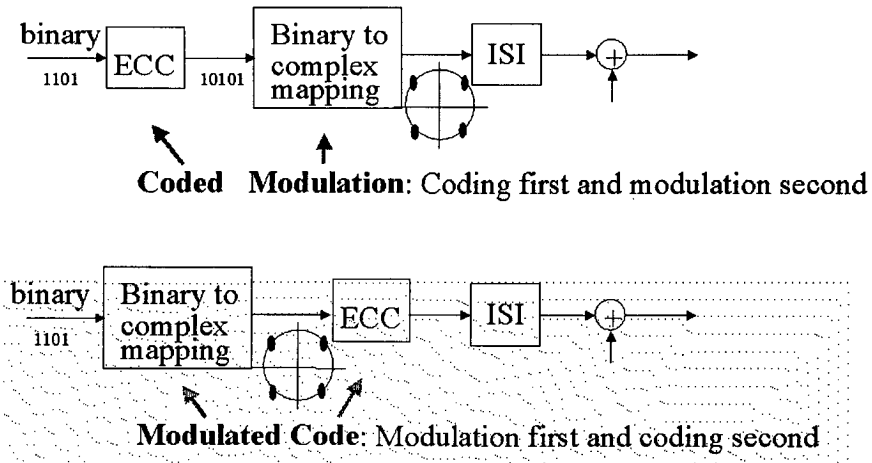 binary
1101
ECC
10101
Binary to
complex
mapping
ISI
+
Coded Modulation: Coding first and modulation second
binary
1101
Binary to
complex
mapping
ECC
ISI
+
Modulated Code: Modulation first and coding second